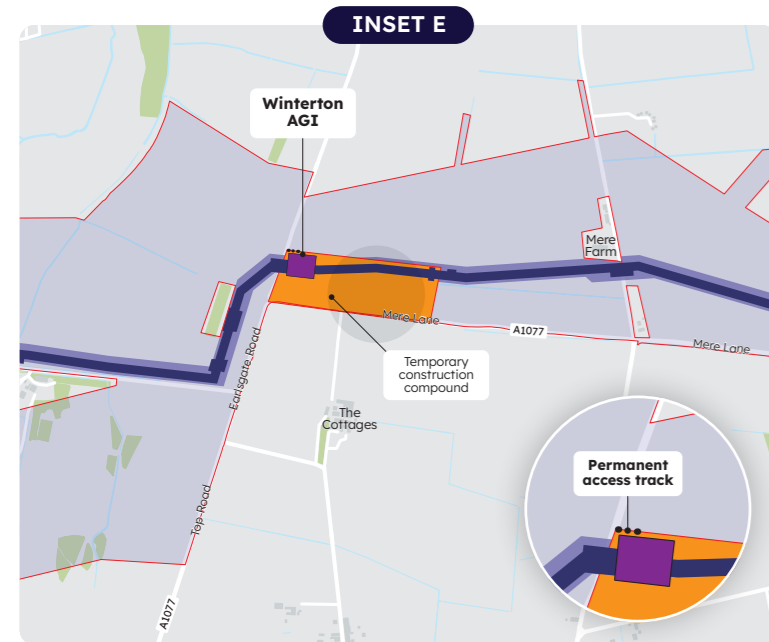 INSET E
Winterton
AGI
Mere
Farm
Mere Lane
A1077
Mere Lane
Earlsgate Road
Temporary
construction
compound
The
Cottages
Permanent
access track
Top-Road
A1077